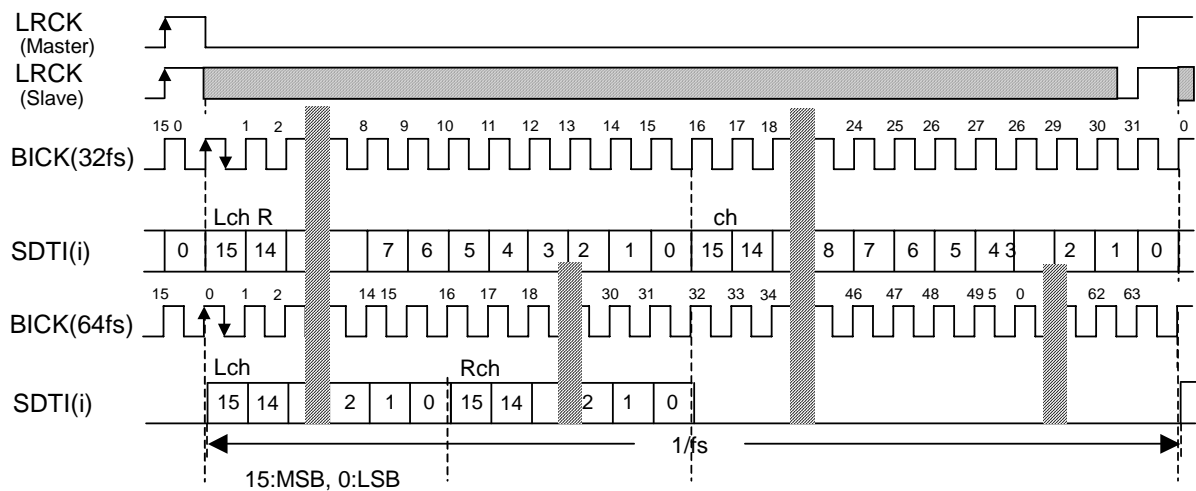 LRCK
(Master)
LRCK
(Slave)
15 0 1 2 8 9 10 11 12 13 14 15 16 17 18 24 25 26 27 26 29 30 31 0
BICK(32fs)
Lch R ch
SDTI(i) 0 15 14 7 6 5 4 3 2 1 0 15 14 8 7 6 5 4 3 2 1 0
15 0 1 2 14 15 16 17 18 30 31 32 33 34 46 47 48 49 5 0 62 63
BICK(64fs)
Lch Rch
SDTI(i) 15 14 2 1 0 15 14 2 1 0
1/fs
15:MSB, 0:LSB